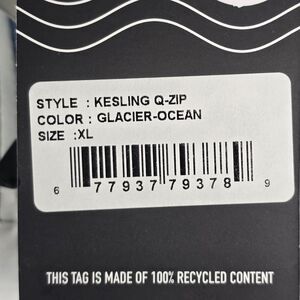 STYLE : KESLING Q-ZIP
COLOR : GLACIER-OCEAN
SIZE :XL
6 77937 79378 9
THIS TAG IS MADE OF 100% RECYCLED CONTENT